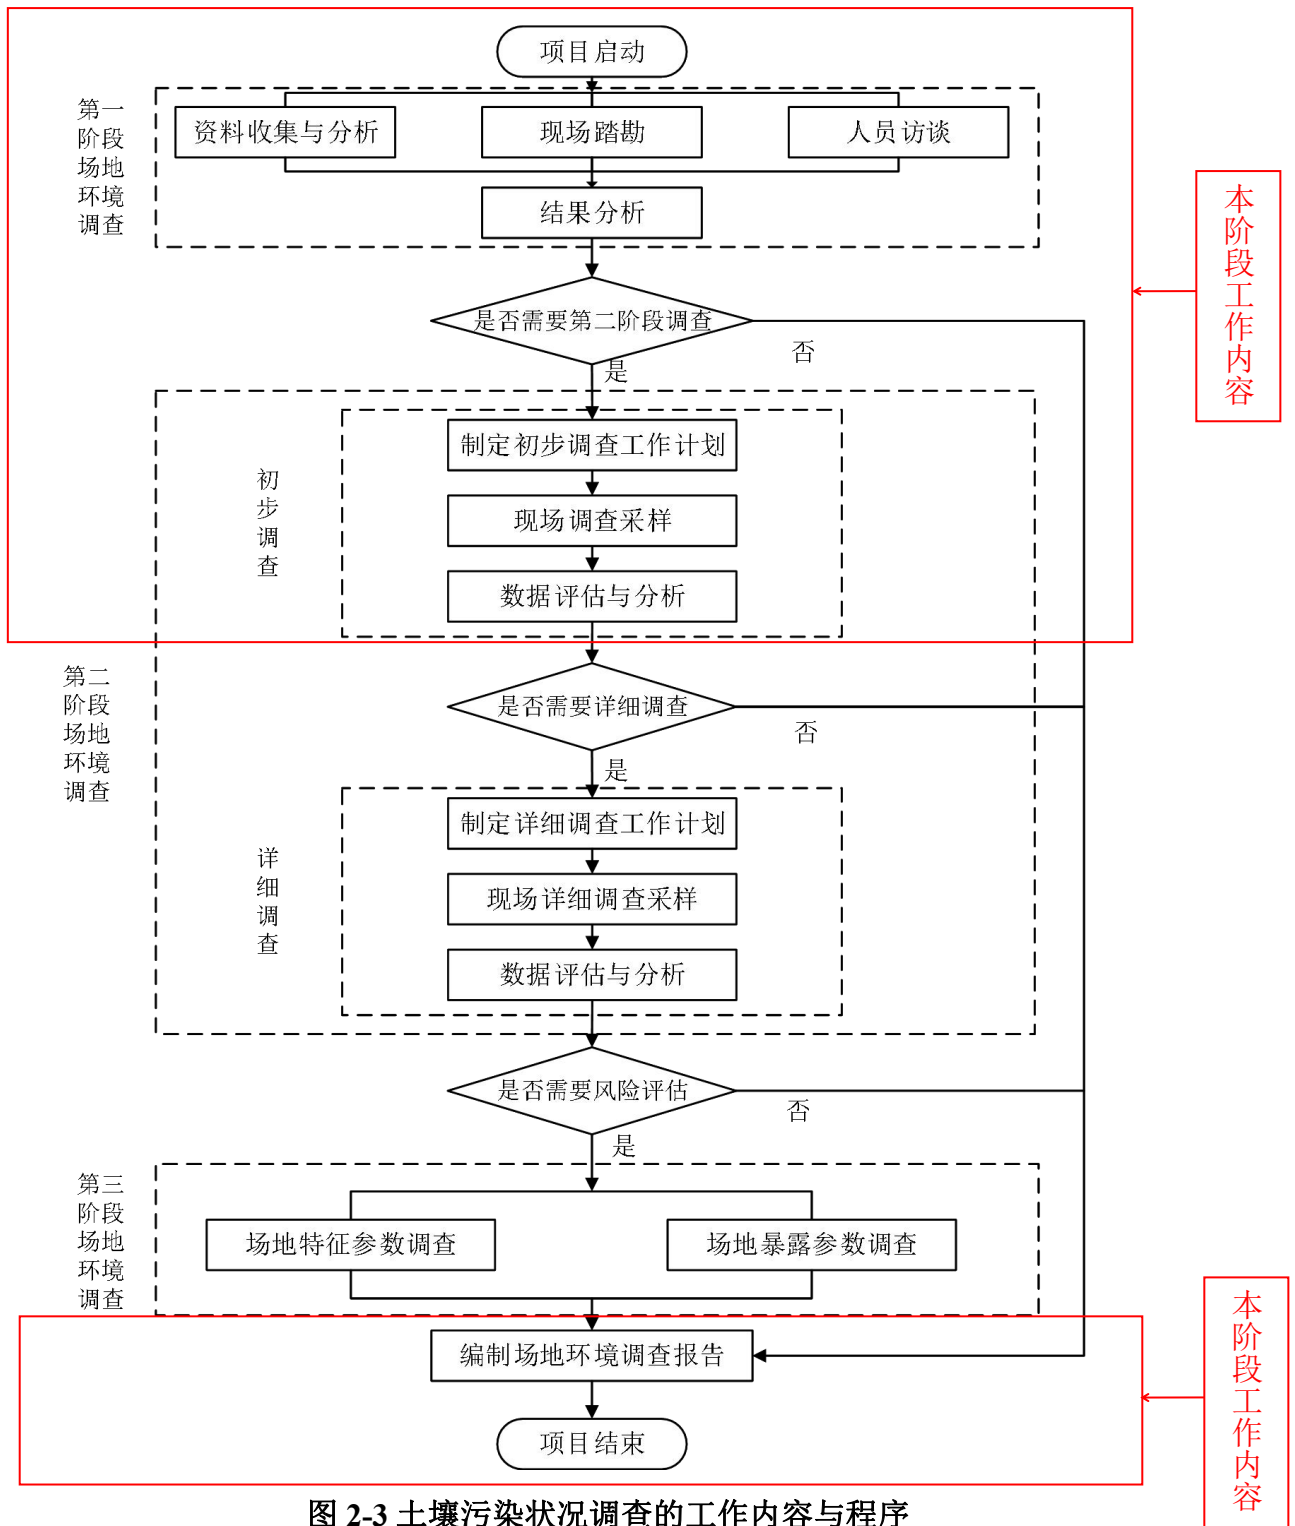 项目启动
第一
阶段
场地
环境
调查
资料收集与分析
现场踏勘
人员访谈
结果分析
本阶段工作内容
是否需要第二阶段调查
否
是
初步调查
制定初步调查工作计划
现场调查采样
数据评估与分析
第二
阶段
场地
环境
调查
是否需要详细调查
否
是
详细调查
制定详细调查工作计划
现场详细调查采样
数据评估与分析
是否需要风险评估
否
是
第三
阶段
场地
环境
调查
场地特征参数调查
场地暴露参数调查
编制场地环境调查报告
本阶段工作内容
项目结束
图 2-3 土壤污染状况调查的工作内容与程序